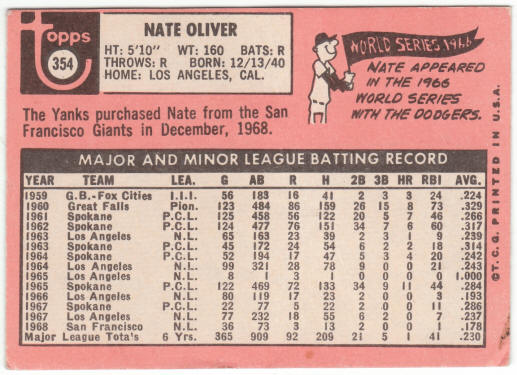 topps
354
NATE OLIVER
HT: 5'10" WT: 160 BATS: R
THROWS: R BORN: 12/13/40
HOME: LOS ANGELES, CAL.
WORLD SERIES 1966
NATE APPEARED
IN THE 1966
WORLD SERIES
WITH THE DODGERS.
The Yanks purchased Nate from the San
Francisco Giants in December, 1968.
MAJOR AND MINOR LEAGUE BATTING RECORD
YEAR TEAM LEA. G AB R H 2B 3B HR RBI AVG.
1959 G.B.-Fox Cities I.I.I. 56 183 16 41 2 3 3 24 .224
1960 Great Falls Pion. 123 484 86 159 26 15 8 73 .329
1961 Spokane P.C.L. 125 458 56 122 20 5 7 46 .266
1962 Spokane P.C.L. 124 477 76 151 34 7 6 60 .317
1963 Los Angeles N.L. 65 163 23 39 2 3 1 9 .239
1963 Spokane P.C.L. 45 172 24 54 6 2 2 18 .314
1964 Spokane P.C.L. 52 194 17 47 5 3 4 20 .242
1964 Los Angeles N.L. 99 321 28 78 9 0 0 21 .243
1965 Los Angeles N.L. 8 1 3 1 0 0 0 0 1.000
1965 Spokane P.C.L. 122 469 72 133 34 9 11 44 .284
1966 Los Angeles N.L. 80 119 17 23 2 0 0 3 .193
1967 Spokane P.C.L. 22 77 5 22 2 0 0 11 .286
1967 Los Angeles N.L. 77 232 18 55 6 2 0 7 .237
1968 San Francisco N.L. 36 73 3 13 2 0 0 1 .178
Major League Tota's 6 Yrs. 365 909 92 209 21 5 1 41 .230
©T.C.G. PRINTED IN U.S.A.